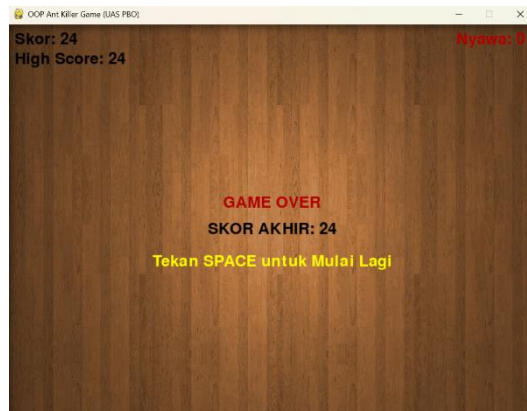 OOP Ant Killer Game (UAS PBO)
Skor: 24
Nyawa: 0
High Score: 24
GAME OVER
SKOR AKHIR: 24
Tekan SPACE untuk Mulai Lagi